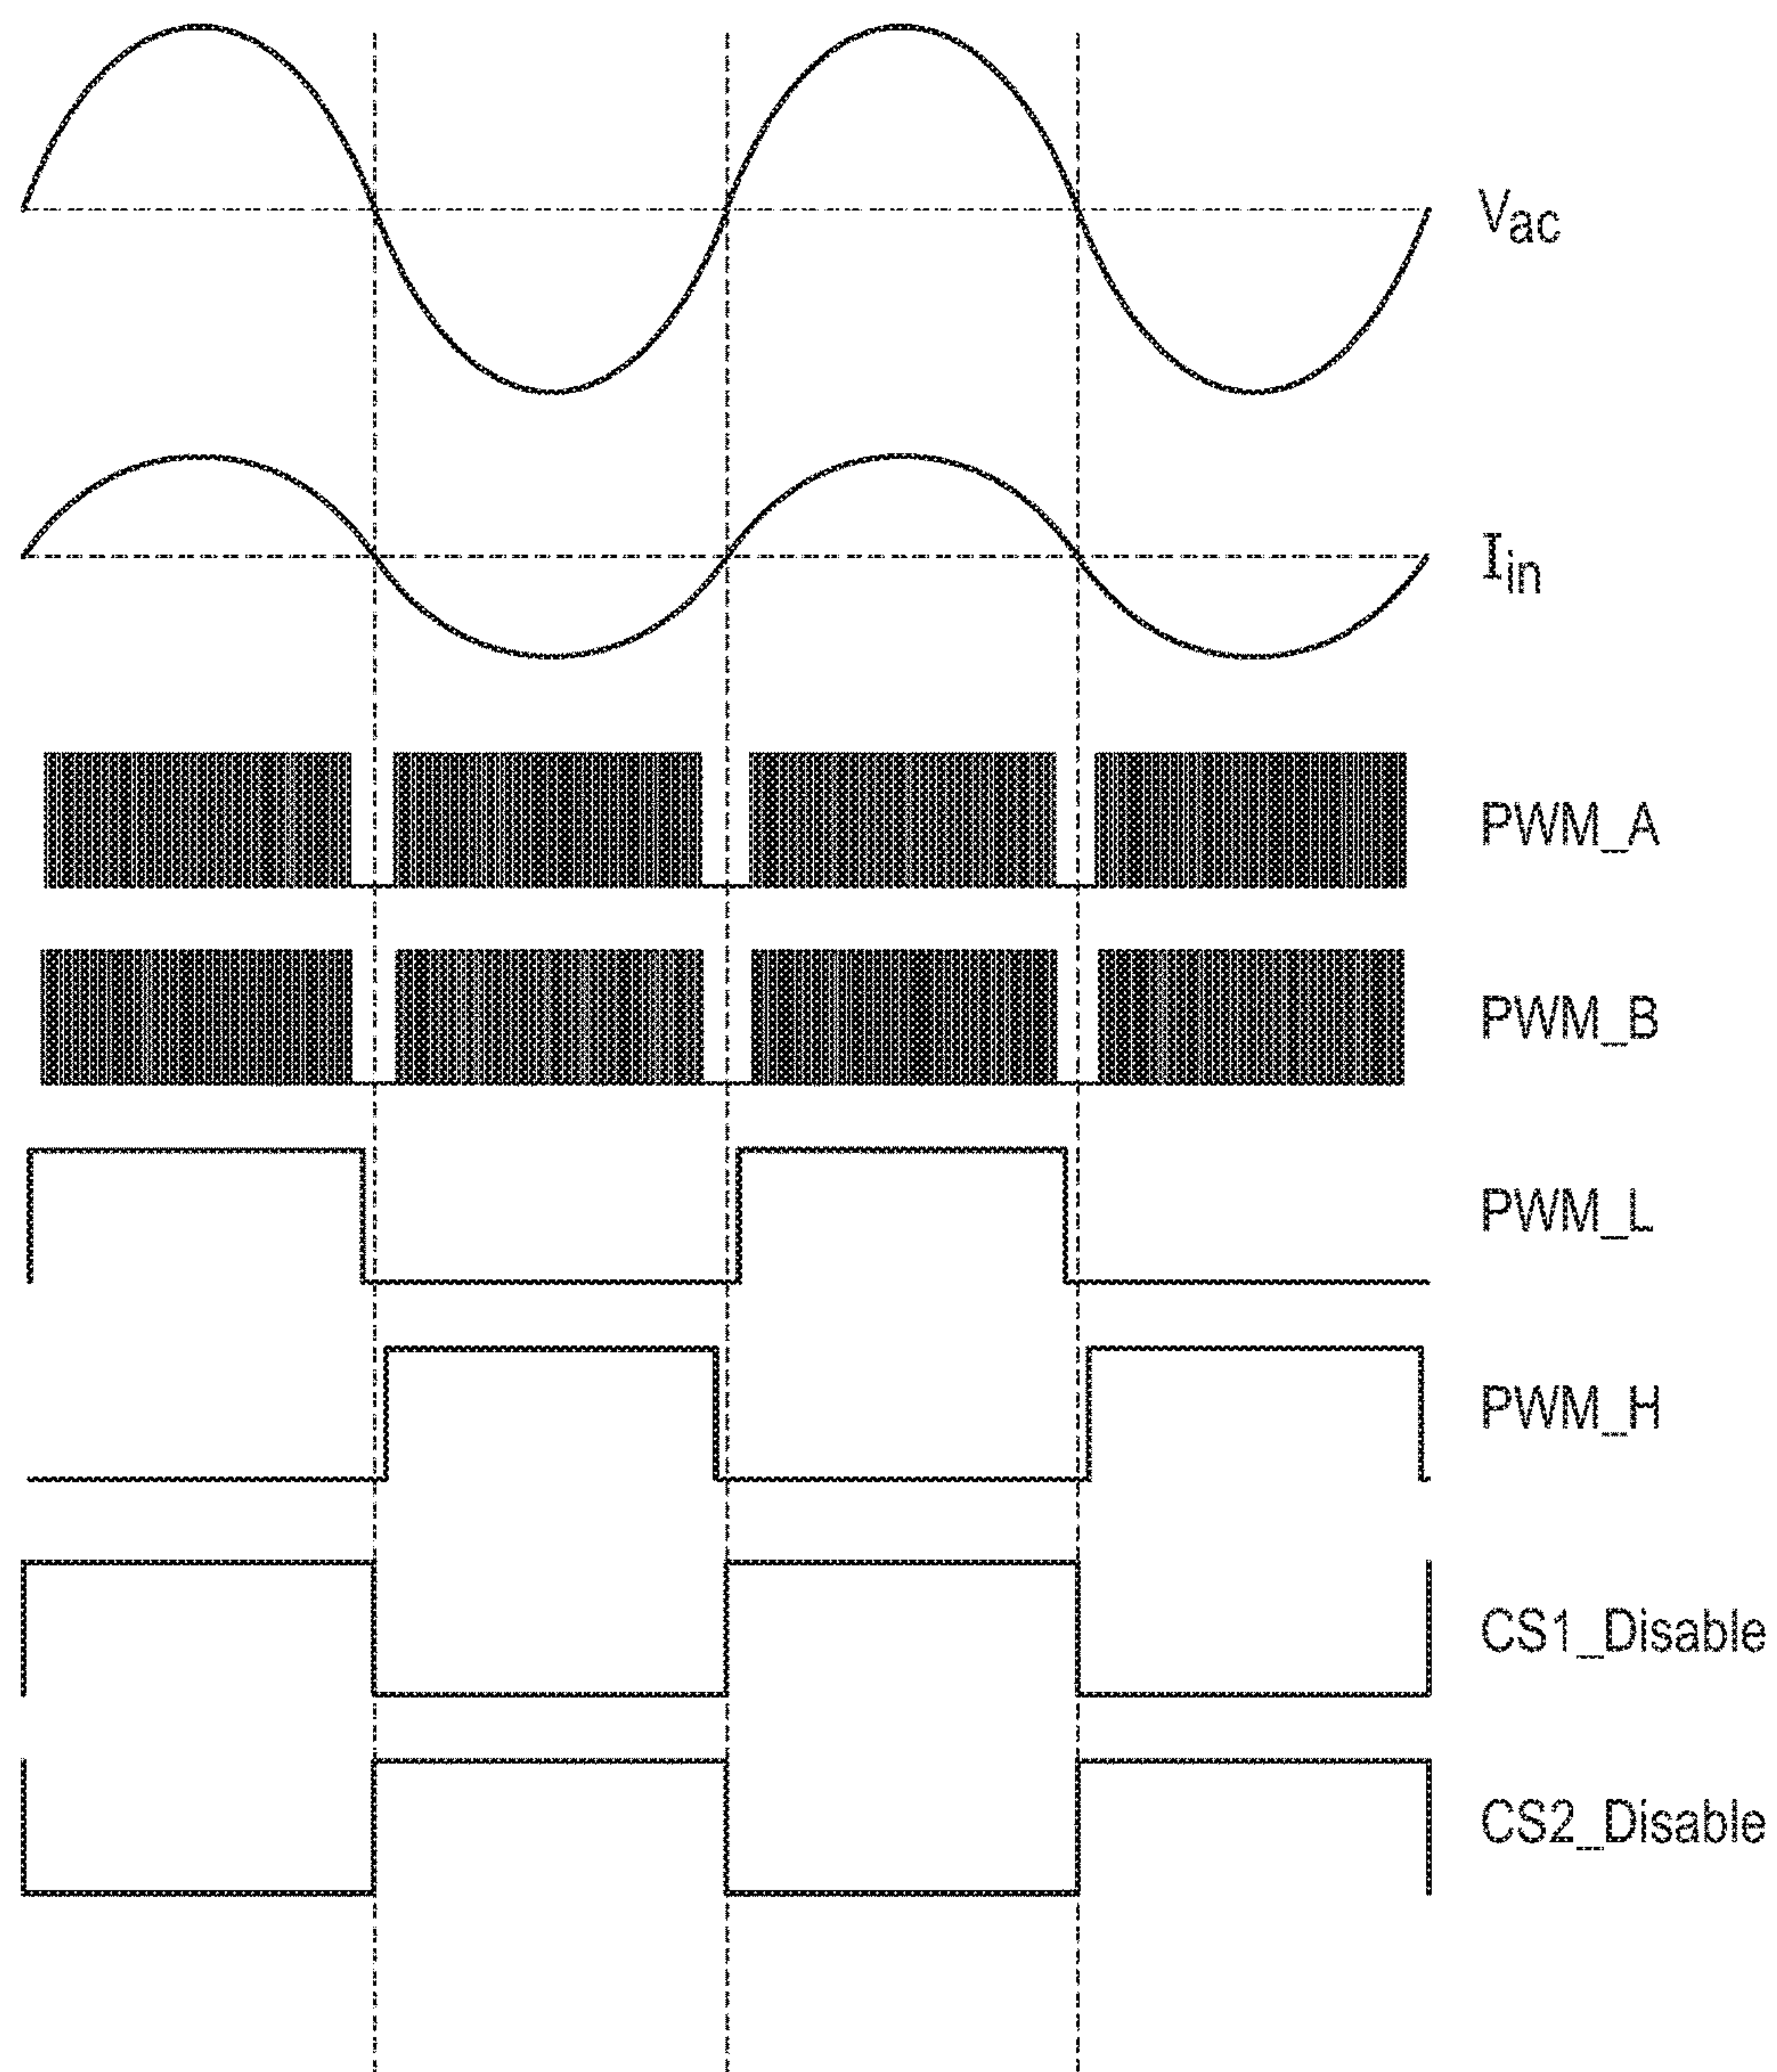 Vac
Iin
PWM_A
PWM_B
PWM_L
PWM_H
CS1_Disable
CS2_Disable